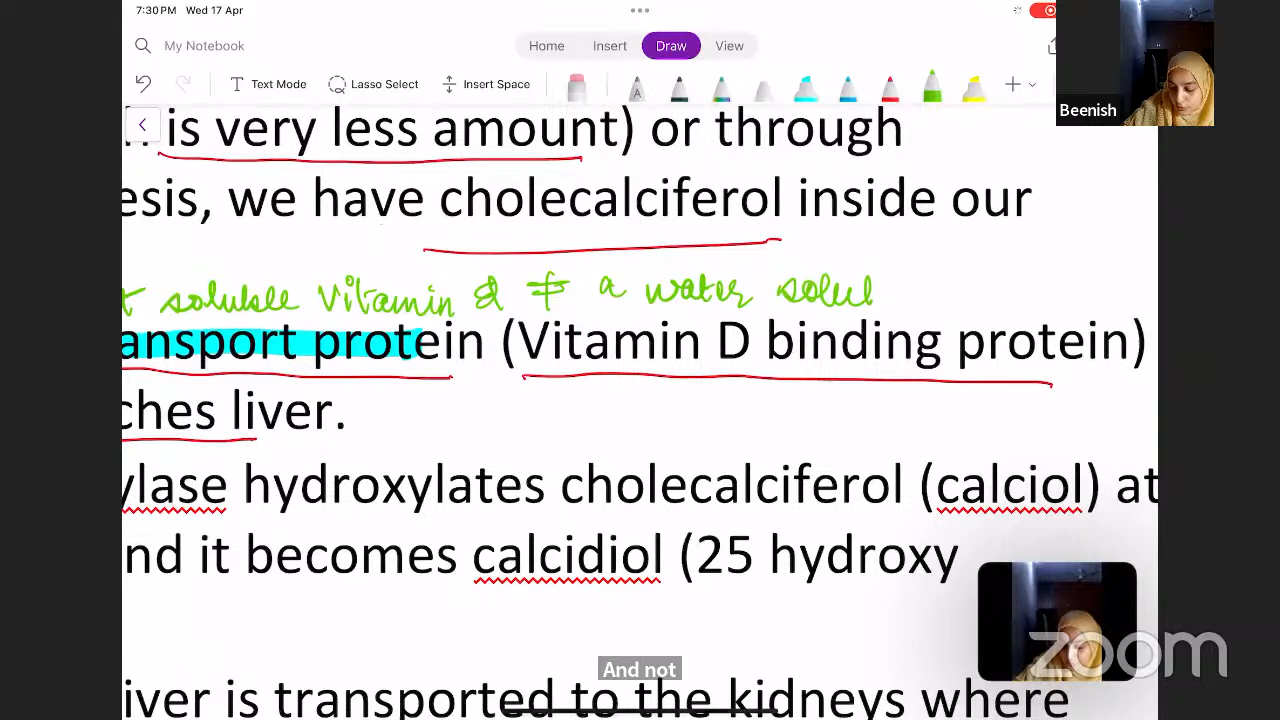 7:30 PM Wed 17 Apr
My Notebook
Home Insert Draw View
Text Mode Lasso Select Insert Space
Beenish
is very less amount) or through
esis, we have cholecalciferol inside our
t soluble Vitamin & ≠ a water solul
ansport protein (Vitamin D binding protein)
ches liver.
ylase hydroxylates cholecalciferol (calciol) at
nd it becomes calcidiol (25 hydroxy
zoom
And not
iver is transported to the kidneys where